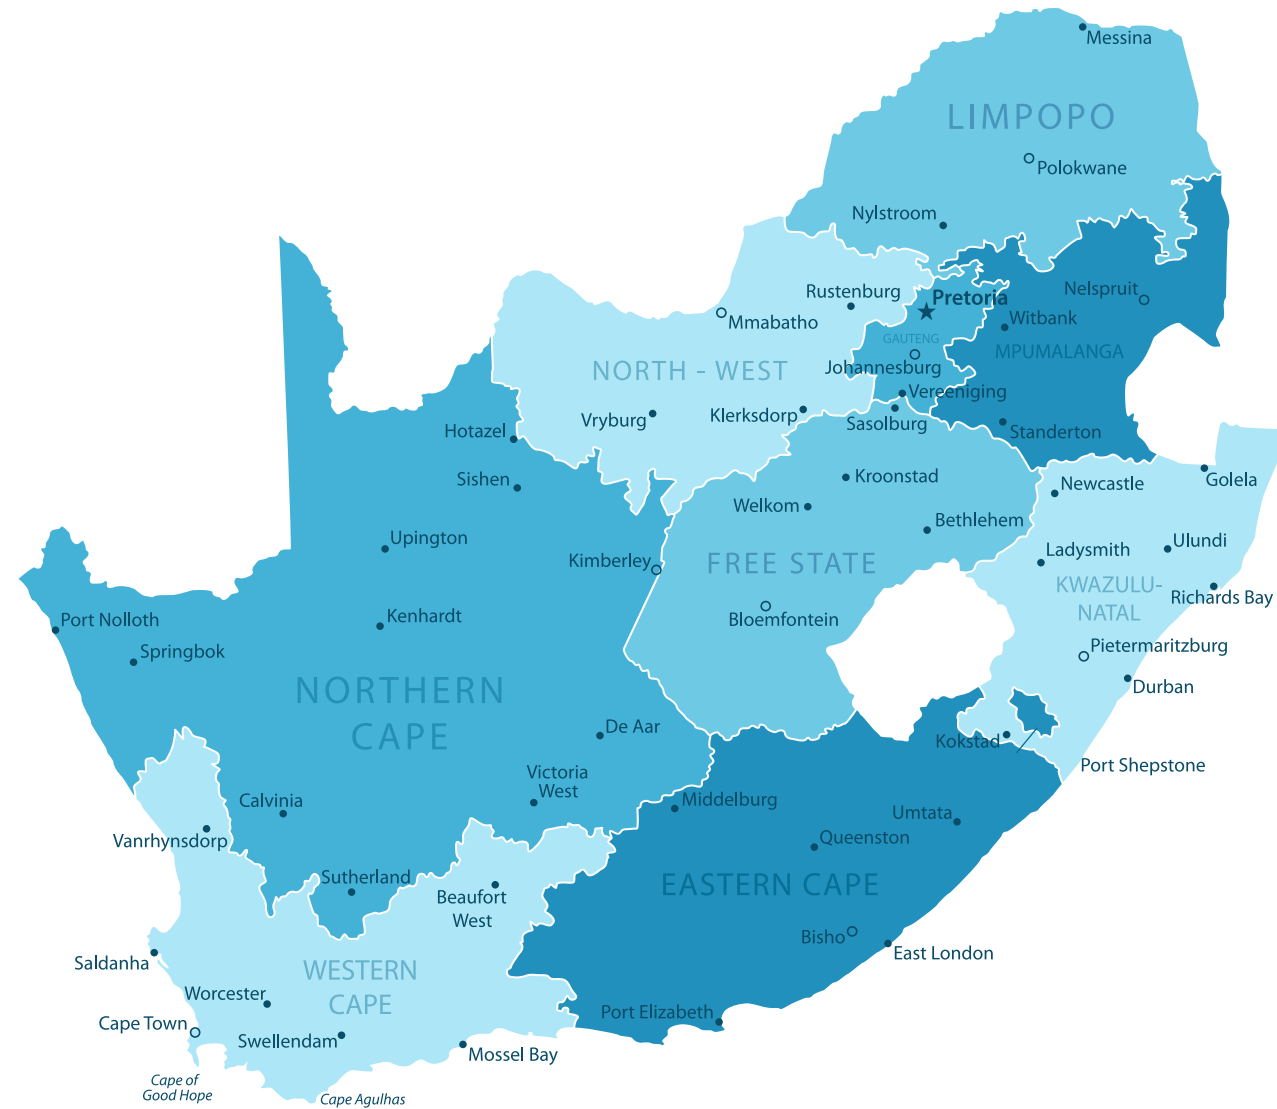 Messina
LIMPOPO
Polokwane
Nylstroom
Nelspruit
Rustenburg
Pretoria
Mmabatho
Witbank
GAUTENG
MPUMALANGA
NORTH - WEST
Johannesburg
Vereeniging
Vryburg
Klerksdorp
Sasolburg
Standerton
Hotazel
Sishen
Kroonstad
Newcastle
Golela
Welkom
Bethlehem
Upington
Ladysmith
Ulundi
Kimberley
FREE STATE
KWAZULU-
NATAL
Richards Bay
Port Nolloth
Kenhardt
Bloemfontein
Springbok
Pietermaritzburg
NORTHERN
CAPE
Durban
De Aar
Kokstad
Port Shepstone
Victoria
West
Calvinia
Middelburg
Umtata
Vanrhynsdorp
Queenston
Sutherland
EASTERN CAPE
Beaufort
West
Bisho
Saldanha
East London
WESTERN
CAPE
Worcester
Port Elizabeth
Cape Town
Swellendam
Mossel Bay
Cape of
Good Hope
Cape Agulhas